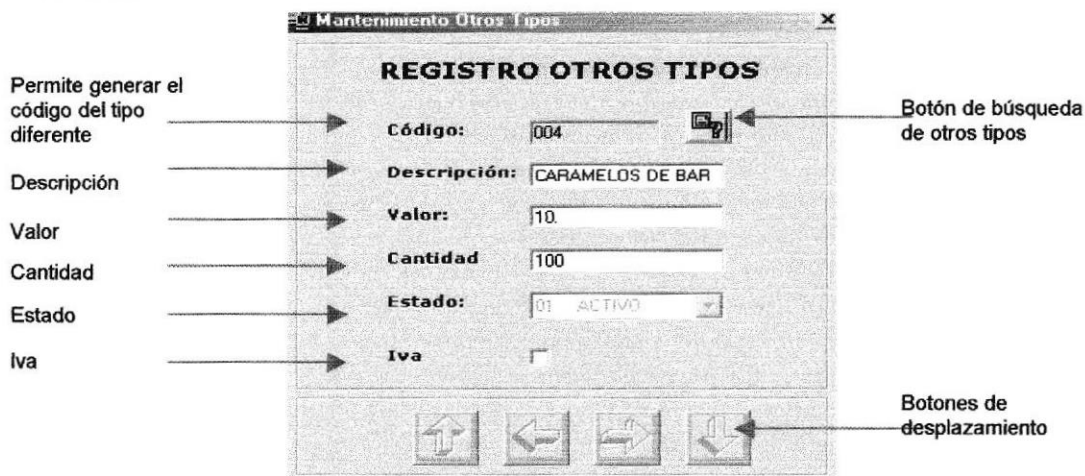 Mantenimiento Otros Tipos
REGISTRO OTROS TIPOS
Permite generar el
código del tipo
diferente
Código:
004
Botón de búsqueda
de otros tipos
Descripción
Descripción:
CARAMELOS DE BAR
Valor
Valor:
10.
Cantidad
Cantidad
100
Estado
Estado:
01 ACTIVO
Iva
Iva
Botones de
desplazamiento